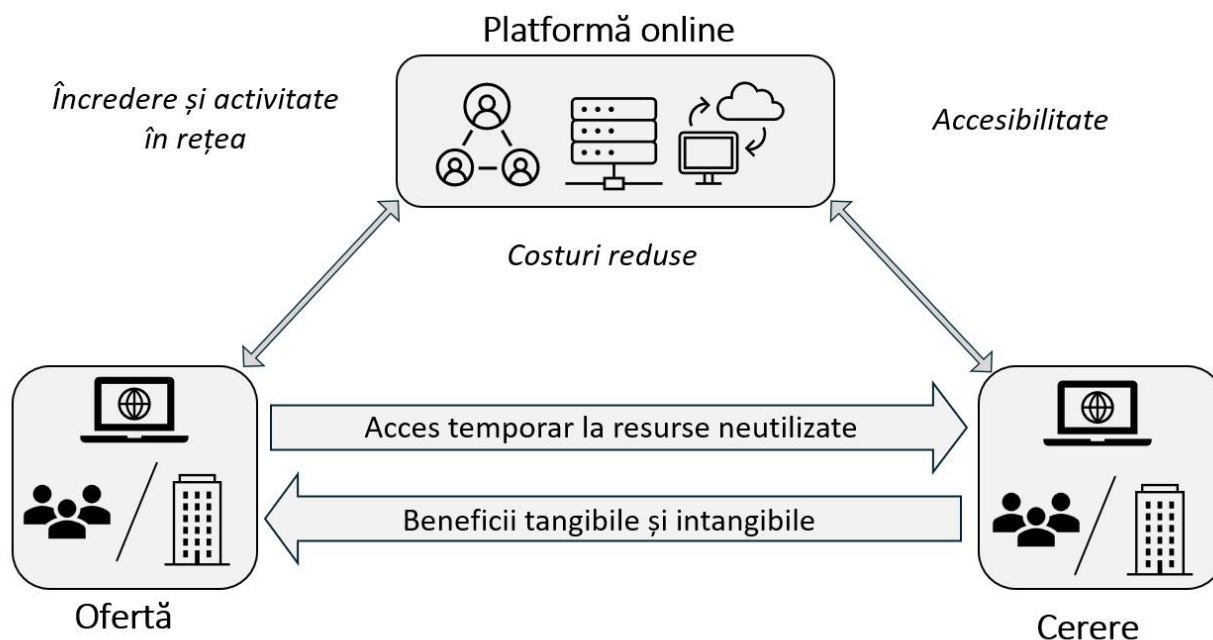 Platformă online
Încredere și activitate
în rețea
Accesibilitate
Costuri reduse
Acces temporar la resurse neutilizate
Beneficii tangibile și intangibile
Ofertă
Cerere